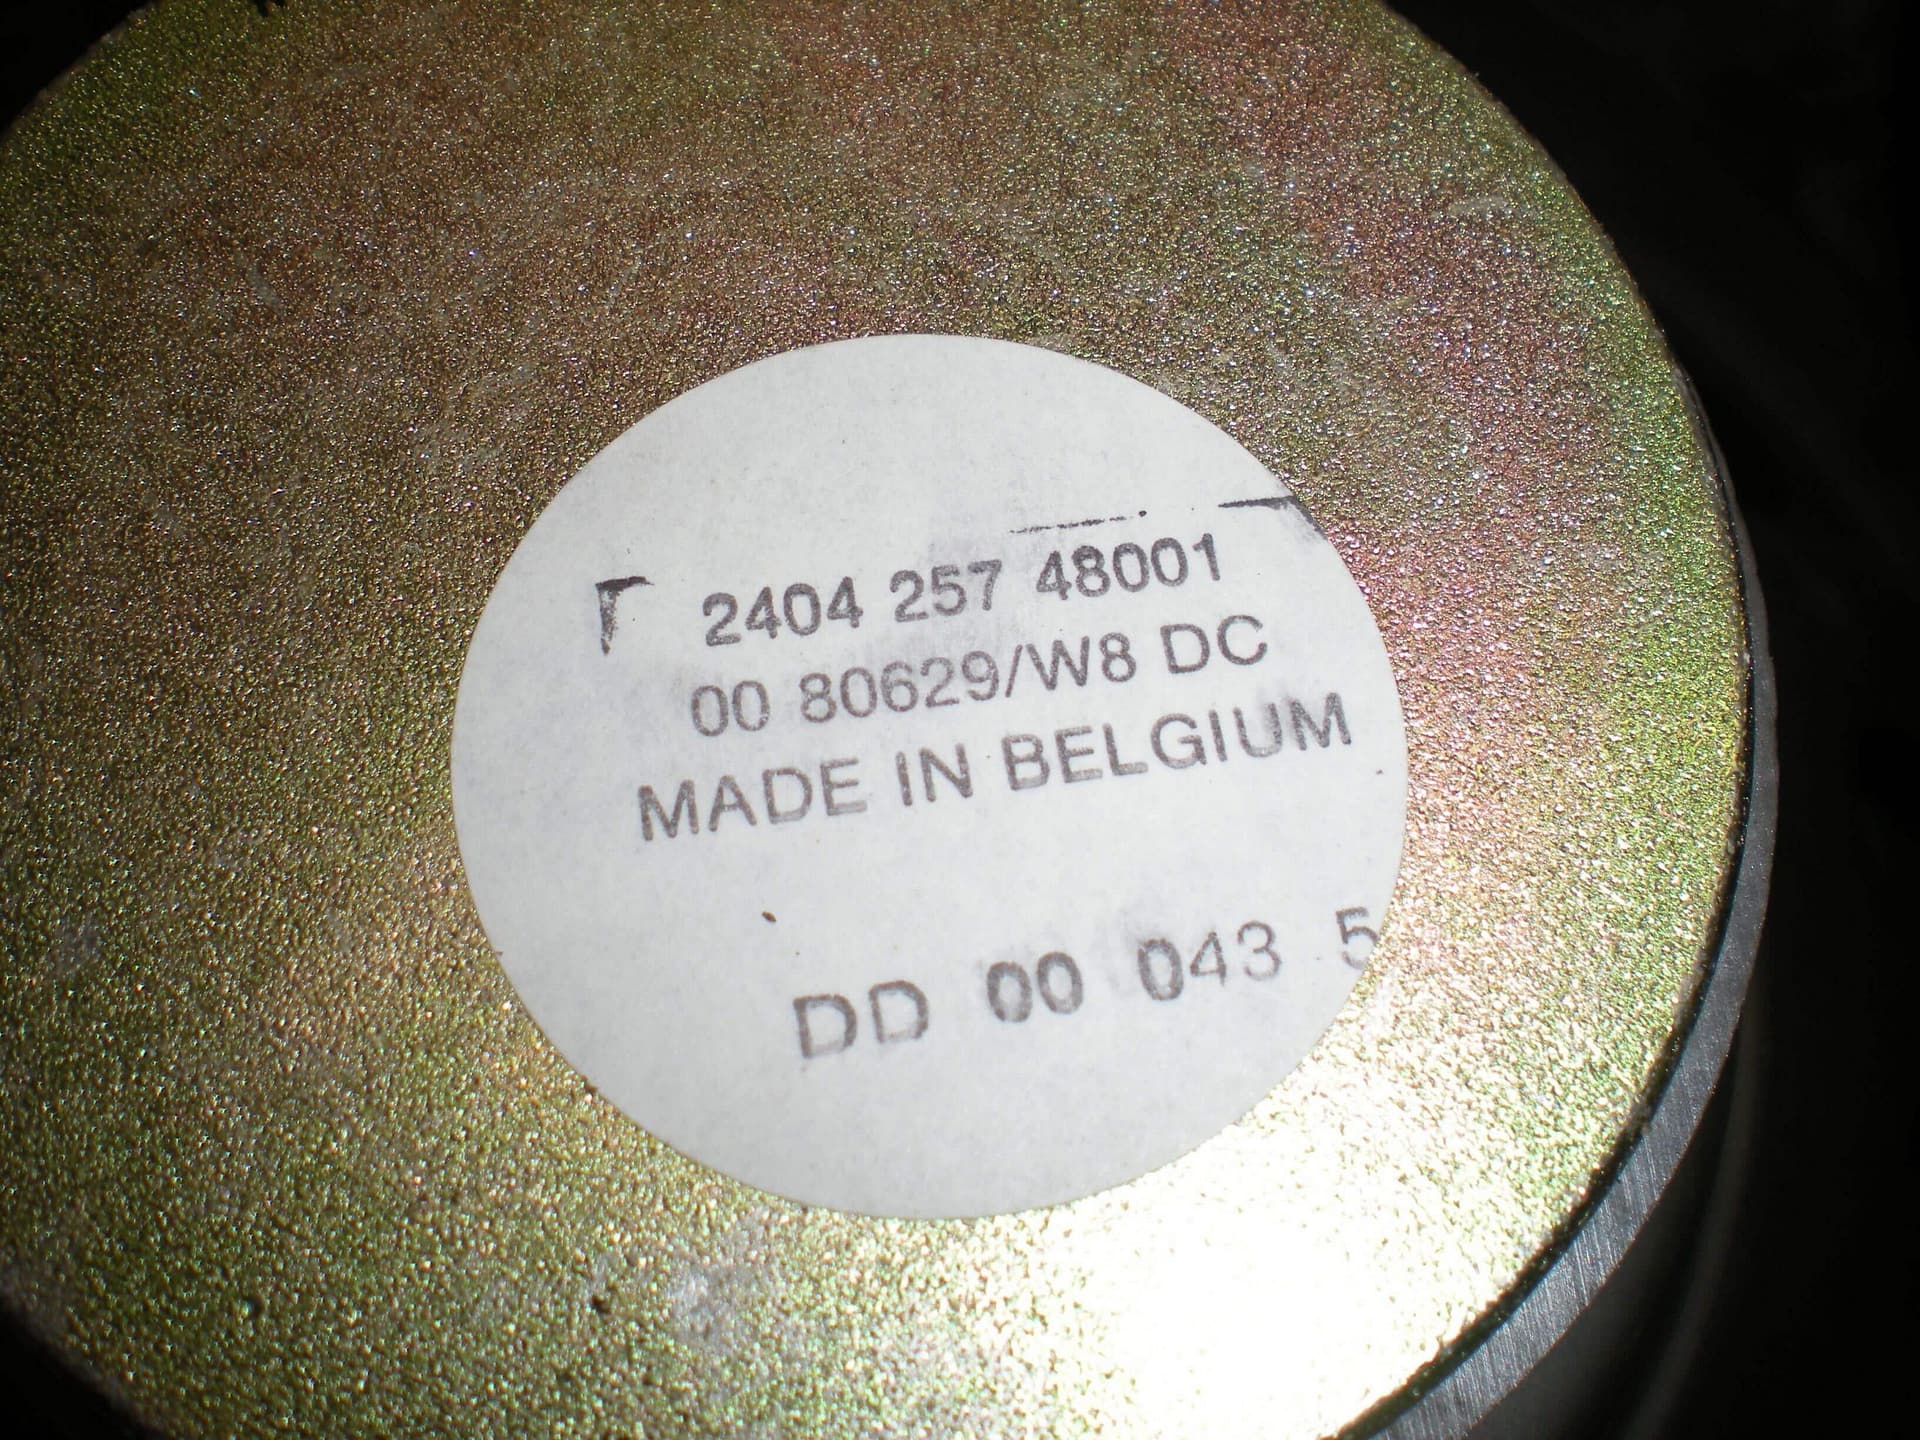 2404 257 48001
00 80629/W8 DC
MADE IN BELGIUM
DD 00 043 5